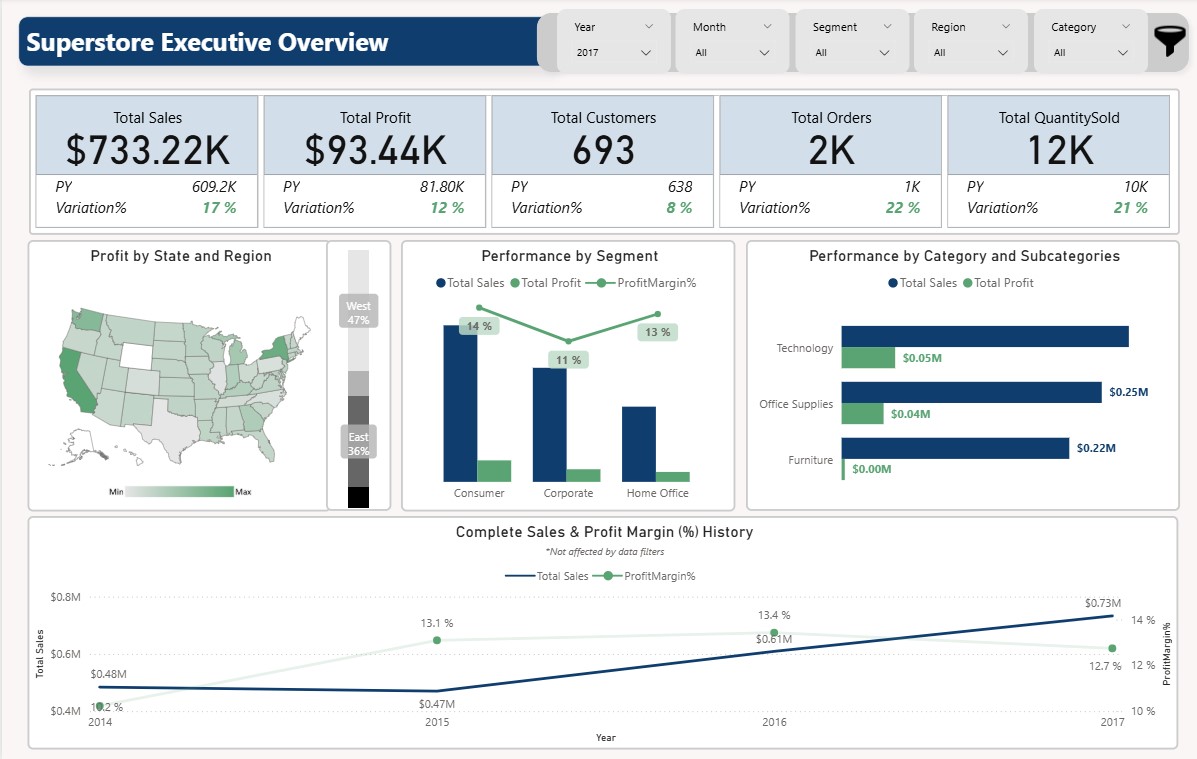 Superstore Executive Overview
Year
2017
Month
All
Segment
All
Region
All
Category
All
Total Sales
$733.22K
PY 609.2K
Variation% 17 %
Total Profit
$93.44K
PY 81.80K
Variation% 12 %
Total Customers
693
PY 638
Variation% 8 %
Total Orders
2K
PY 1K
Variation% 22 %
Total QuantitySold
12K
PY 10K
Variation% 21 %
Profit by State and Region
Min Max
West
47%
East
36%
Performance by Segment
Total Sales Total Profit ProfitMargin%
14 %
11 %
13 %
Consumer Corporate Home Office
Performance by Category and Subcategories
Total Sales Total Profit
Technology
$0.05M
Office Supplies $0.25M
$0.04M
Furniture $0.22M
$0.00M
Complete Sales & Profit Margin (%) History
*Not affected by data filters
Total Sales ProfitMargin%
Total Sales
$0.8M
$0.6M
$0.4M
$0.48M
$0.47M
$0.61M
$0.73M
13.1 %
13.4 %
12.7 %
14 %
12 %
10 %
ProfitMargin%
2014 2015 2016 2017
Year